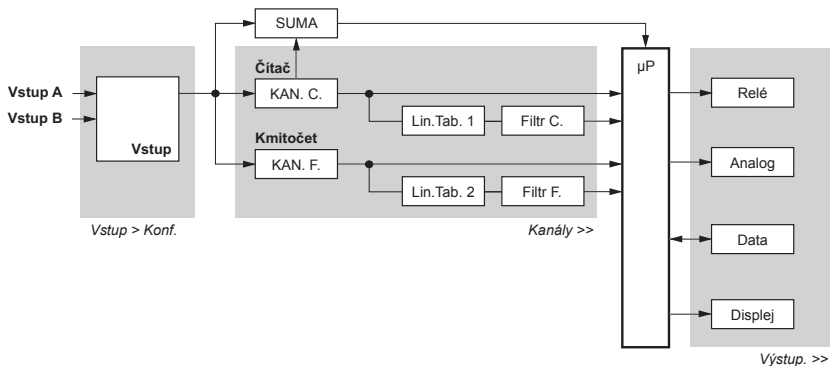 SUMA
Čítač
KAN. C.
Vstup A
Vstup B
Vstup
Lin.Tab. 1
Filtr C.
Kmitočet
KAN. F.
Lin.Tab. 2
Filtr F.
µP
Relé
Analog
Data
Displej
Vstup > Konf.
Kanály >>
Výstup. >>